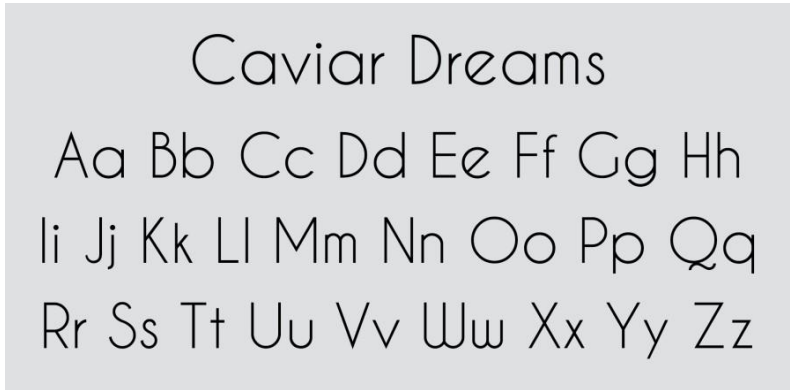 Caviar Dreams
Aa Bb Cc Dd Ee Ff Gg Hh
Ii Jj Kk Ll Mm Nn Oo Pp Qq
Rr Ss Tt Uu Vv Ww Xx Yy Zz